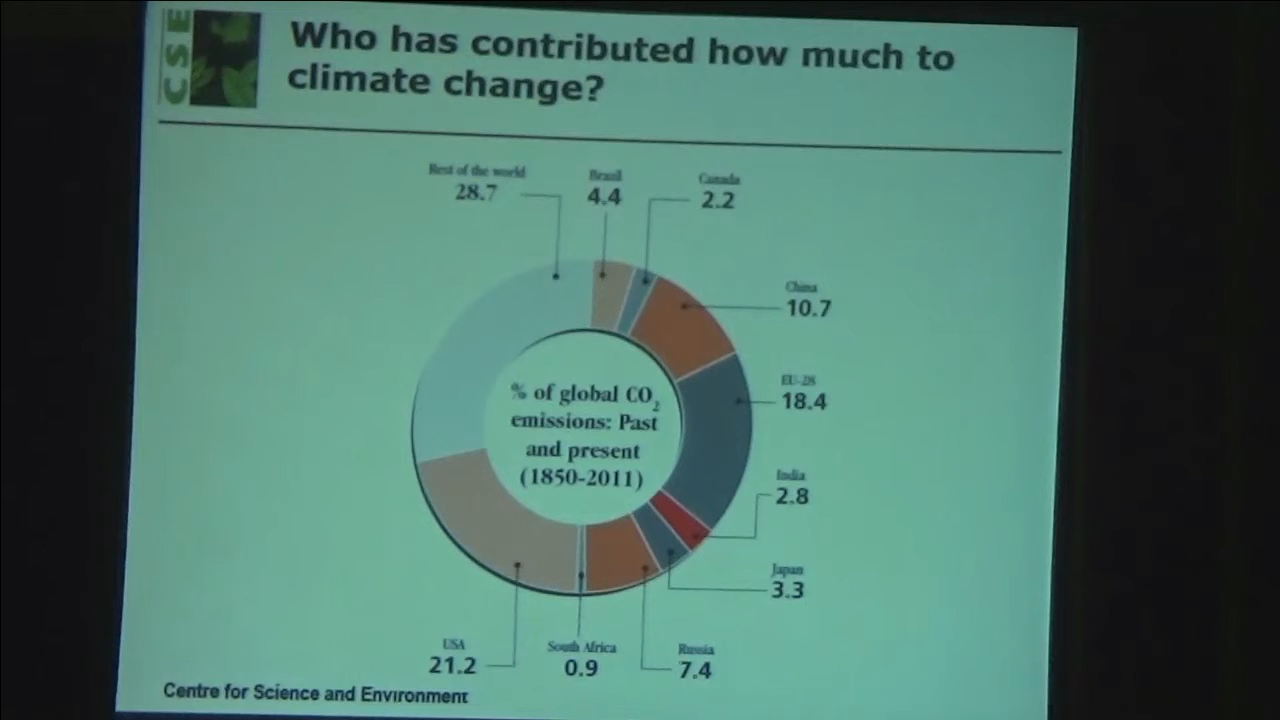 CSE
Who has contributed how much to
climate change?
Rest of the world
28.7
Brazil
4.4
Canada
2.2
China
10.7
EU-28
18.4
India
2.8
Japan
3.3
Russia
7.4
South Africa
0.9
USA
21.2
% of global CO₂
emissions: Past
and present
(1850-2011)
Centre for Science and Environment